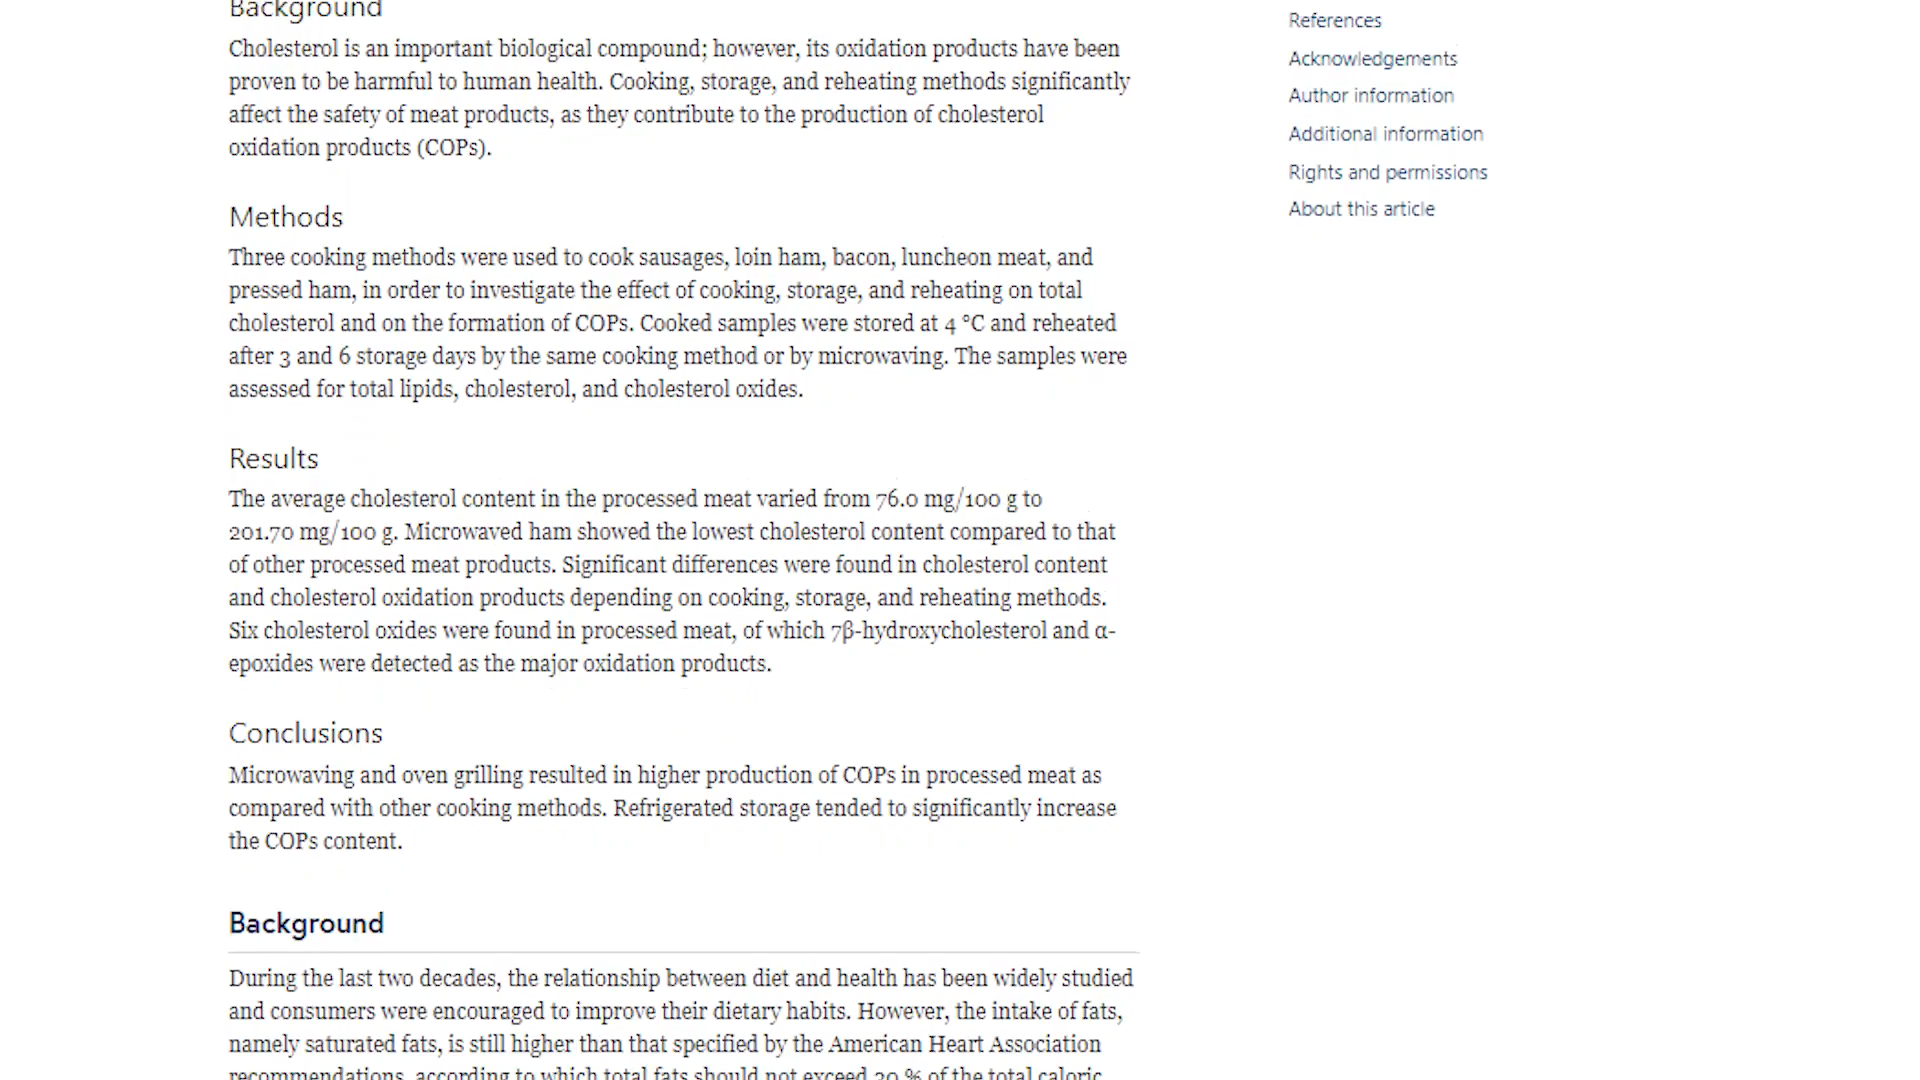 Background
Cholesterol is an important biological compound; however, its oxidation products have been
proven to be harmful to human health. Cooking, storage, and reheating methods significantly
affect the safety of meat products, as they contribute to the production of cholesterol
oxidation products (COPs).
Methods
Three cooking methods were used to cook sausages, loin ham, bacon, luncheon meat, and
pressed ham, in order to investigate the effect of cooking, storage, and reheating on total
cholesterol and on the formation of COPs. Cooked samples were stored at 4 °C and reheated
after 3 and 6 storage days by the same cooking method or by microwaving. The samples were
assessed for total lipids, cholesterol, and cholesterol oxides.
Results
The average cholesterol content in the processed meat varied from 76.0 mg/100 g to
201.70 mg/100 g. Microwaved ham showed the lowest cholesterol content compared to that
of other processed meat products. Significant differences were found in cholesterol content
and cholesterol oxidation products depending on cooking, storage, and reheating methods.
Six cholesterol oxides were found in processed meat, of which 7β-hydroxycholesterol and α-
epoxides were detected as the major oxidation products.
Conclusions
Microwaving and oven grilling resulted in higher production of COPs in processed meat as
compared with other cooking methods. Refrigerated storage tended to significantly increase
the COPs content.
Background
During the last two decades, the relationship between diet and health has been widely studied
and consumers were encouraged to improve their dietary habits. However, the intake of fats,
namely saturated fats, is still higher than that specified by the American Heart Association
recommendations, according to which total fats should not exceed 30 % of the total caloric
References
Acknowledgements
Author information
Additional information
Rights and permissions
About this article